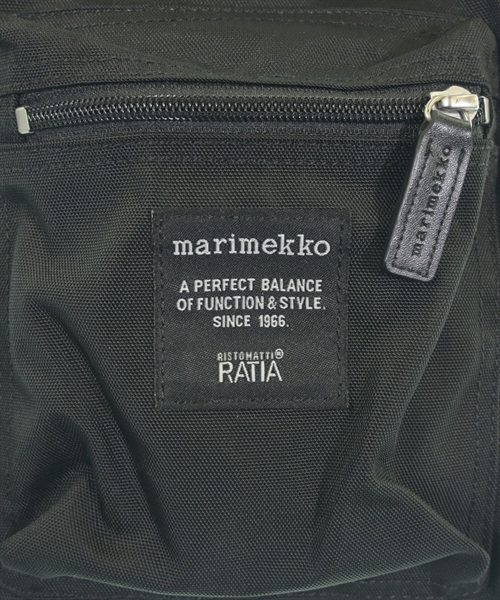 marimekko
marimekko
A PERFECT BALANCE
OF FUNCTION & STYLE.
SINCE 1966.
RISTOMATTI®
RATIA